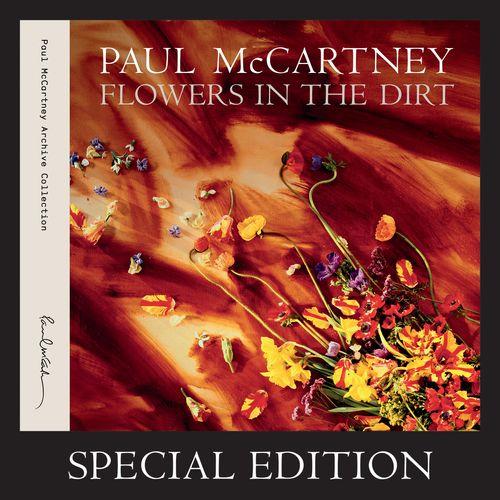 PAUL McCARTNEY
FLOWERS IN THE DIRT
Paul McCartney Archive Collection
SPECIAL EDITION